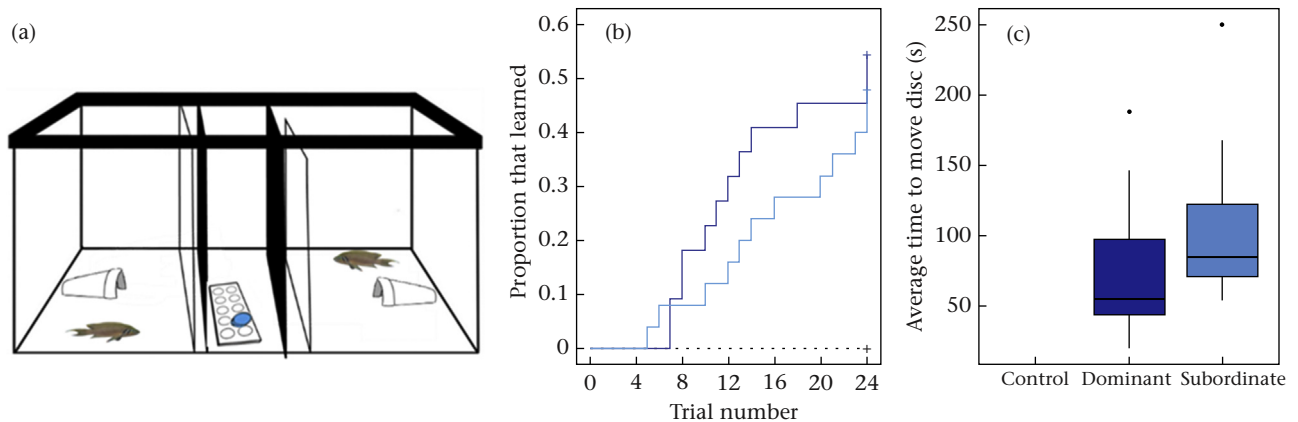 (a)
(b)
Proportion that learned
0.6
0.5
0.4
0.3
0.2
0.1
0
0 4 8 12 16 20 24
Trial number
(c)
Average time to move disc (s)
250
200
150
100
50
Control Dominant Subordinate